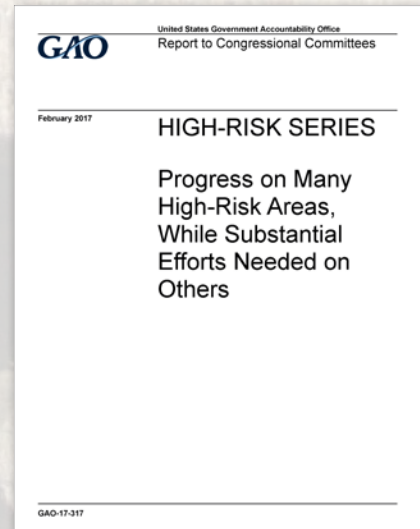 GAO
United States Government Accountability Office
Report to Congressional Committees
February 2017
HIGH-RISK SERIES
Progress on Many
High-Risk Areas,
While Substantial
Efforts Needed on
Others
GAO-17-317